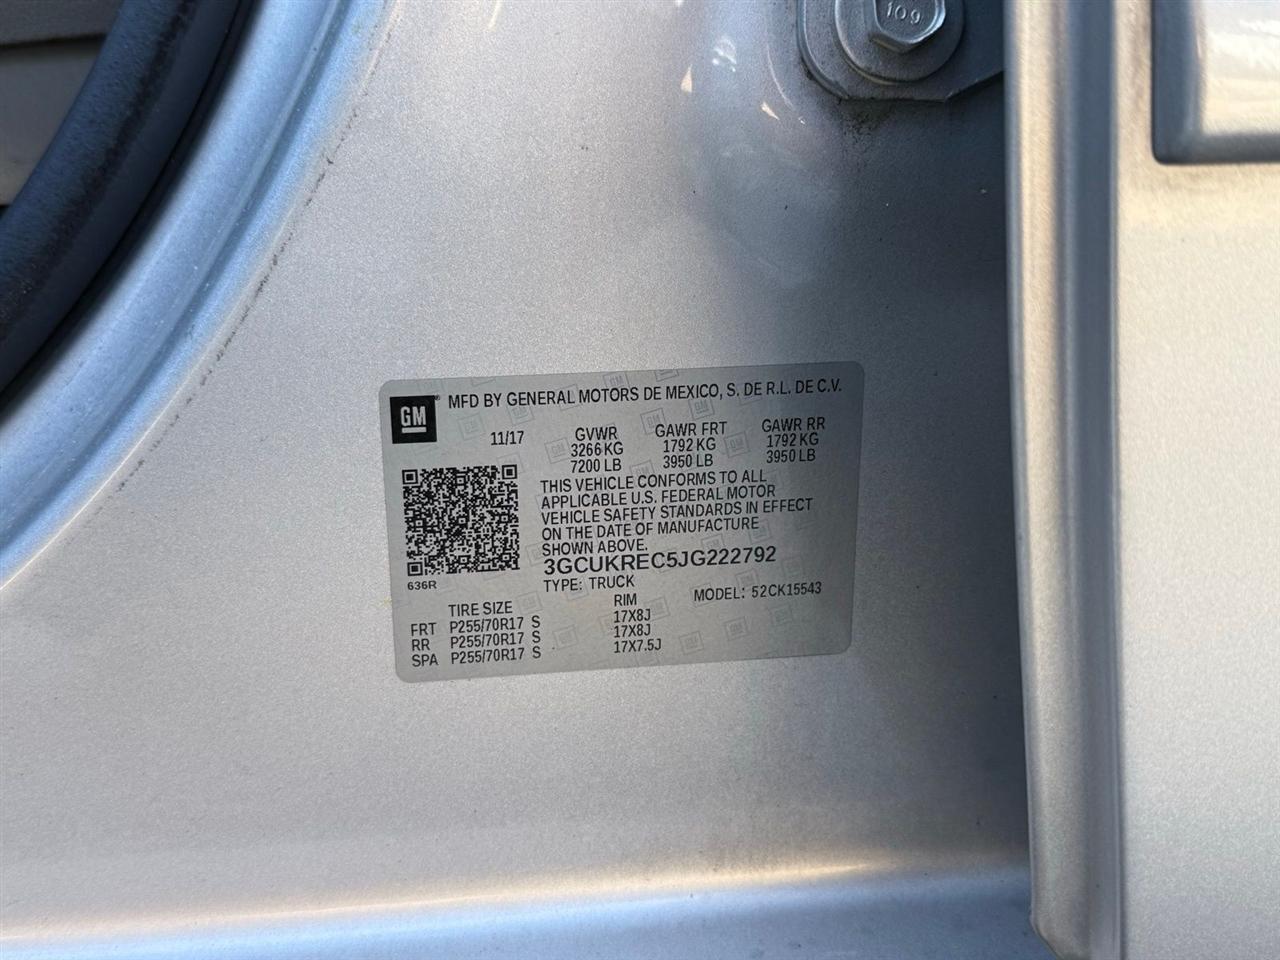 109
GM® MFD BY GENERAL MOTORS DE MEXICO, S. DE R.L. DE C.V.
11/17 GVWR GAWR FRT GAWR RR
3266 KG 1792 KG 1792 KG
7200 LB 3950 LB 3950 LB
THIS VEHICLE CONFORMS TO ALL
APPLICABLE U.S. FEDERAL MOTOR
VEHICLE SAFETY STANDARDS IN EFFECT
ON THE DATE OF MANUFACTURE
SHOWN ABOVE.
3GCUKREC5JG222792
636R TYPE: TRUCK
TIRE SIZE RIM MODEL: 52CK15543
FRT P255/70R17 S 17X8J
RR P255/70R17 S 17X8J
SPA P255/70R17 S 17X7.5J